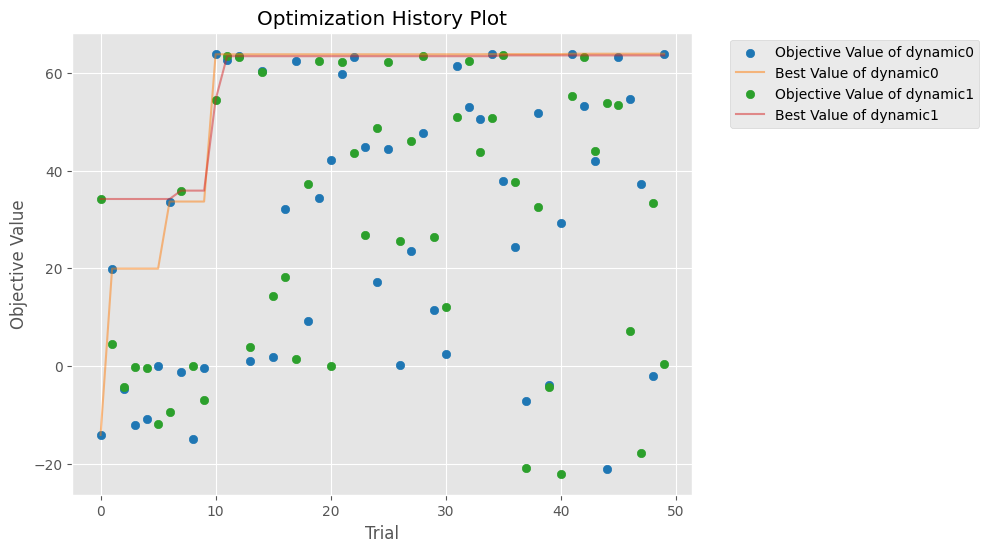 Optimization History Plot
Objective Value of dynamic0
Best Value of dynamic0
Objective Value of dynamic1
Best Value of dynamic1
Objective Value
60
40
20
0
−20
0 10 20 30 40 50
Trial